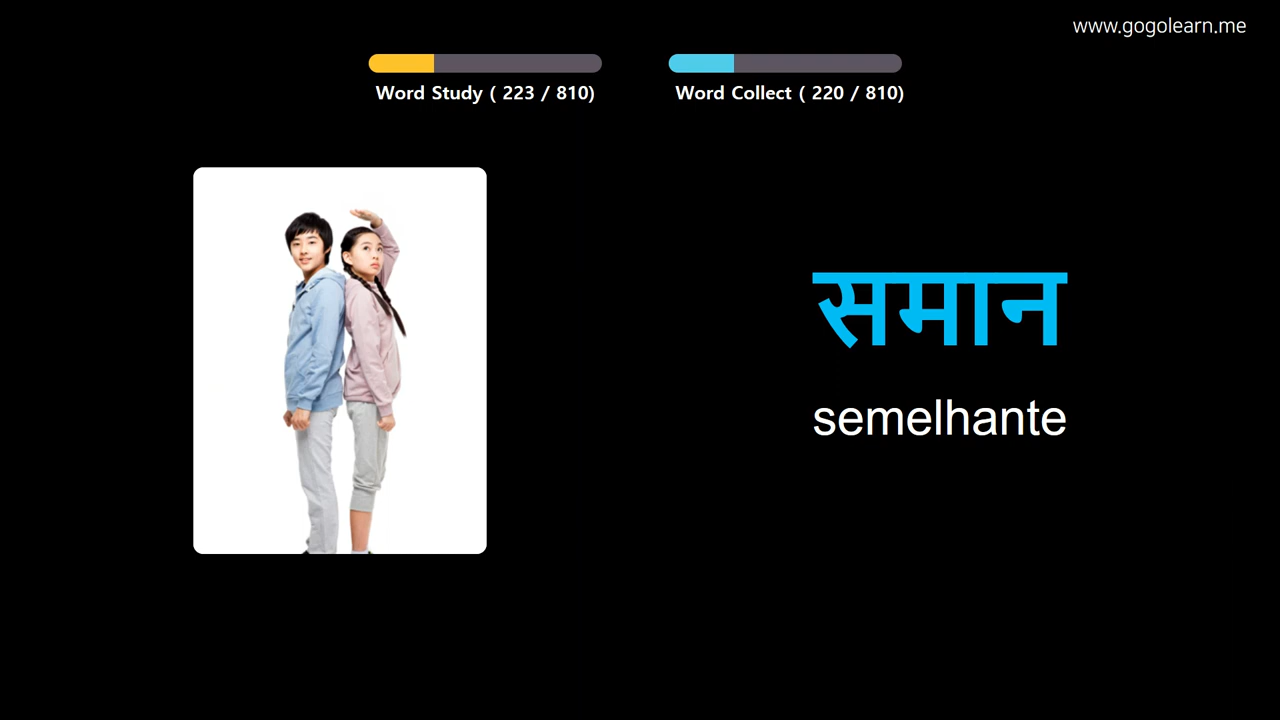 www.gogolearn.me
Word Study ( 223 / 810)
Word Collect ( 220 / 810)
समान
semelhante